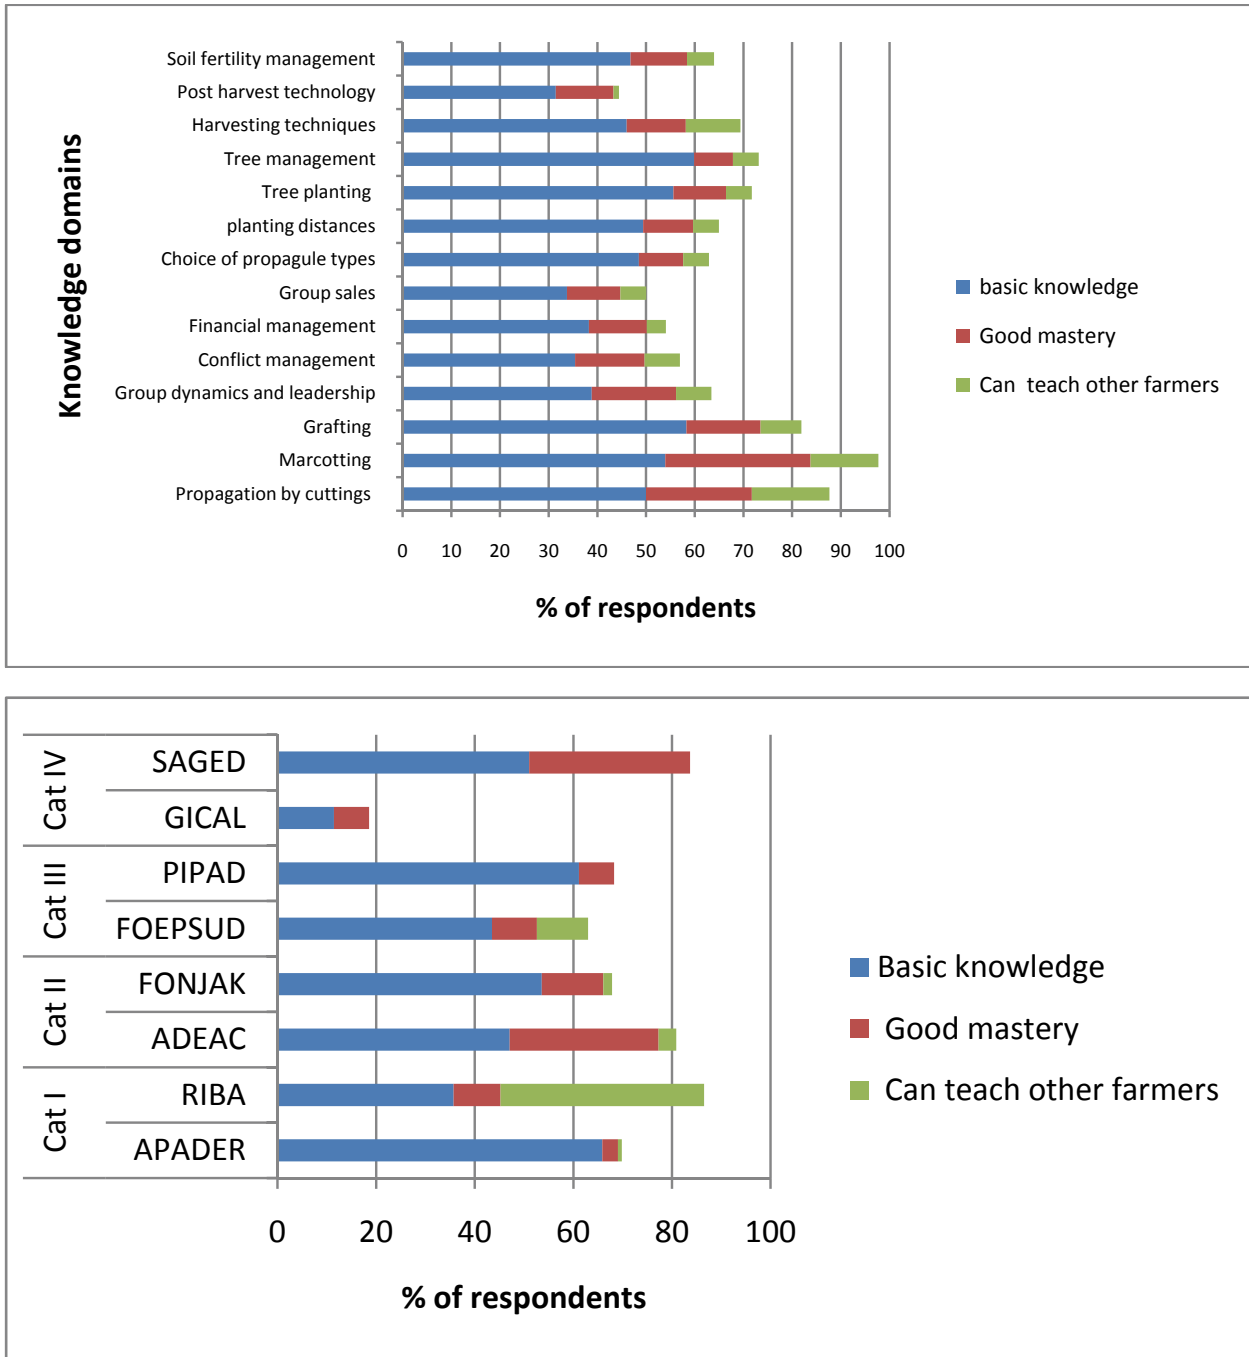 Knowledge domains
Soil fertility management
Post harvest technology
Harvesting techniques
Tree management
Tree planting
planting distances
Choice of propagule types
Group sales
Financial management
Conflict management
Group dynamics and leadership
Grafting
Marcotting
Propagation by cuttings
0 10 20 30 40 50 60 70 80 90 100
% of respondents
basic knowledge
Good mastery
Can teach other farmers
Cat IV
SAGED
GICAL
Cat III
PIPAD
FOEPSUD
Cat II
FONJAK
ADEAC
Cat I
RIBA
APADER
0 20 40 60 80 100
% of respondents
Basic knowledge
Good mastery
Can teach other farmers